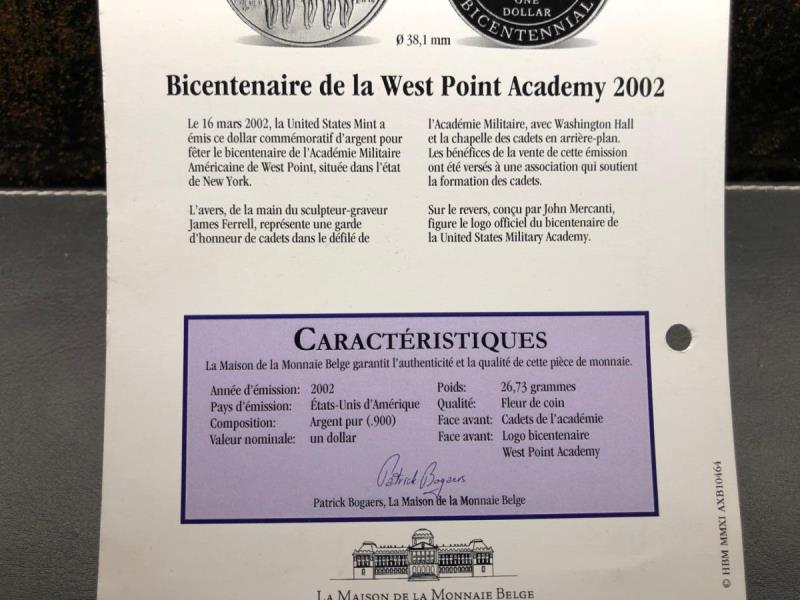 ONE
DOLLAR
BICENTENNIAL
Ø 38,1 mm
Bicentenaire de la West Point Academy 2002
Le 16 mars 2002, la United States Mint a
émis ce dollar commémoratif d'argent pour
fêter le bicentenaire de l'Académie Militaire
Américaine de West Point, située dans l'état
de New York.
L'avers, de la main du sculpteur-graveur
James Ferrell, représente une garde
d'honneur de cadets dans le défilé de
l'Académie Militaire, avec Washington Hall
et la chapelle des cadets en arrière-plan.
Les bénéfices de la vente de cette émission
ont été versés à une association qui soutient
la formation des cadets.
Sur le revers, conçu par John Mercanti,
figure le logo officiel du bicentenaire de
la United States Military Academy.
CARACTÉRISTIQUES
La Maison de la Monnaie Belge garantit l'authenticité et la qualité de cette pièce de monnaie.
Année d'émission: 2002
Pays d'émission: États-Unis d'Amérique
Composition: Argent pur (.900)
Valeur nominale: un dollar
Poids: 26,73 grammes
Qualité: Fleur de coin
Face avant: Cadets de l'académie
Face avant: Logo bicentenaire
West Point Academy
Patrick Bogaers
Patrick Bogaers, La Maison de la Monnaie Belge
LA MAISON DE LA MONNAIE BELGE
© HBM MMXI AXB10464